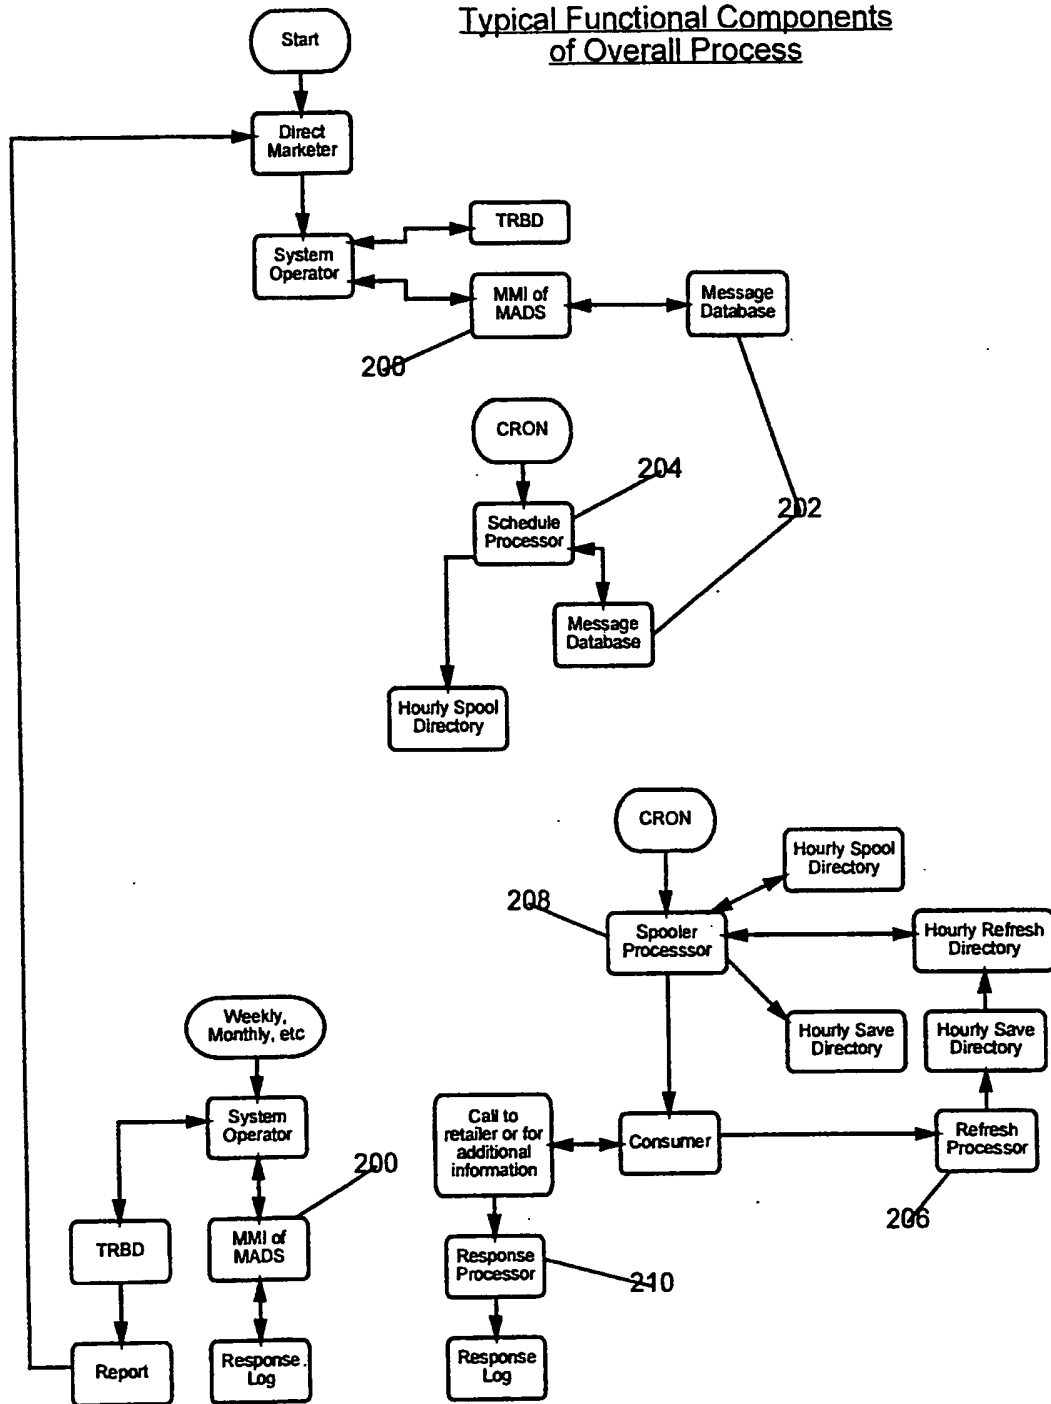 Typical Functional Components
of Overall Process
Start
Direct
Marketer
System
Operator
TRBD
MMI of
MADS
Message
Database
200
CRON
204
202
Schedule
Processor
Message
Database
Hourly Spool
Directory
CRON
Hourly Spool
Directory
208
Spooler
Processsor
Hourly Refresh
Directory
Hourly Save
Directory
Hourly Save
Directory
Weekly,
Monthly, etc
System
Operator
Call to
retailer or for
additional
information
Consumer
Refresh
Processor
200
206
TRBD
MMI of
MADS
Response
Processor
210
Report
Response
Log
Response
Log